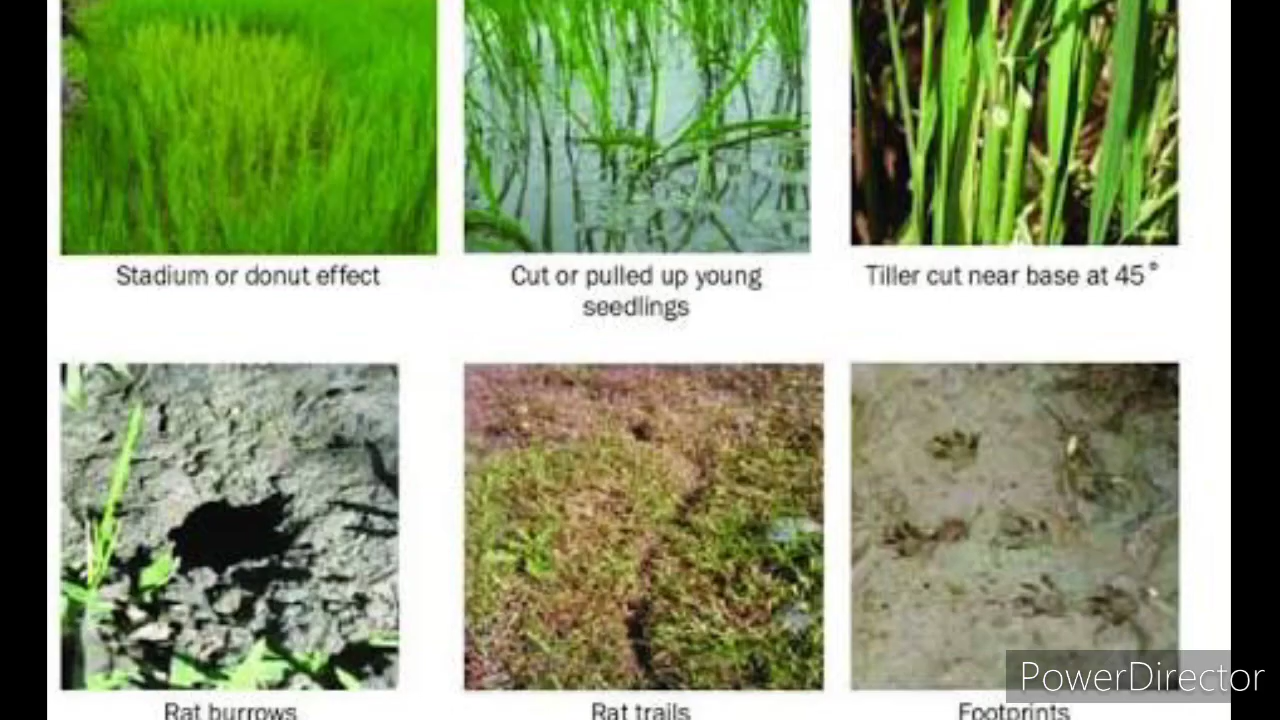 Stadium or donut effect
Cut or pulled up young
seedlings
Tiller cut near base at 45°
Rat burrows
Rat trails
Footprints
PowerDirector